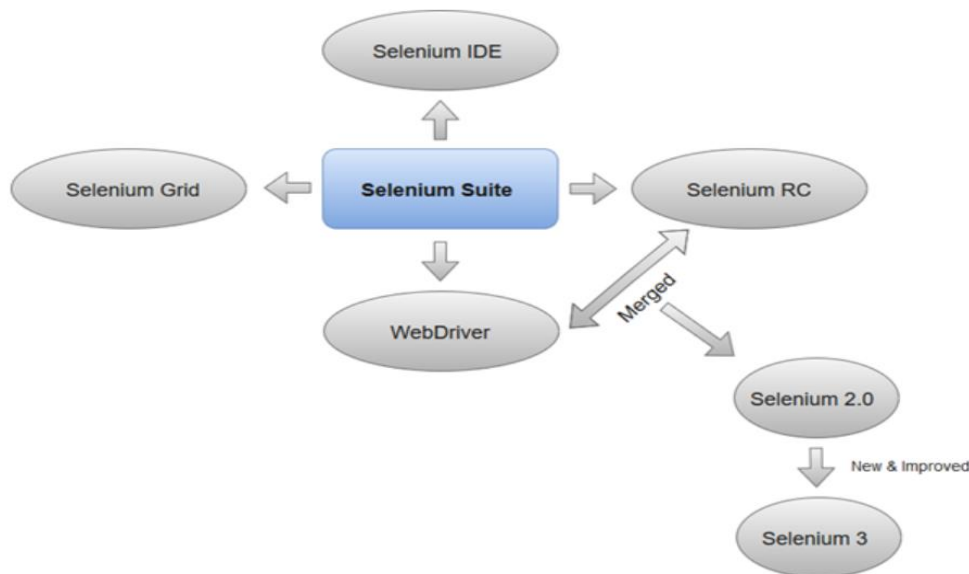 Selenium IDE
Selenium Grid
Selenium Suite
Selenium RC
Merged
WebDriver
Selenium 2.0
New & Improved
Selenium 3